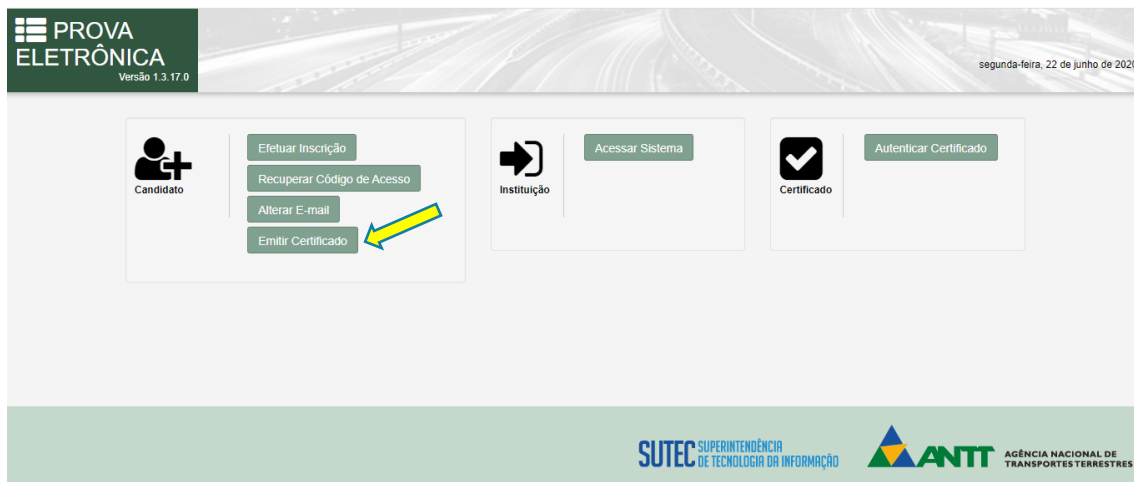 PROVA
ELETRÔNICA
Versão 1.3.17.0
segunda-feira, 22 de junho de 2020
Candidato
Efetuar Inscrição
Recuperar Código de Acesso
Alterar E-mail
Emitir Certificado
Instituição
Acessar Sistema
Certificado
Autenticar Certificado
SUTEC SUPERINTENDÊNCIA
DE TECNOLOGIA DA INFORMAÇÃO
ANTT AGÊNCIA NACIONAL DE
TRANSPORTES TERRESTRES